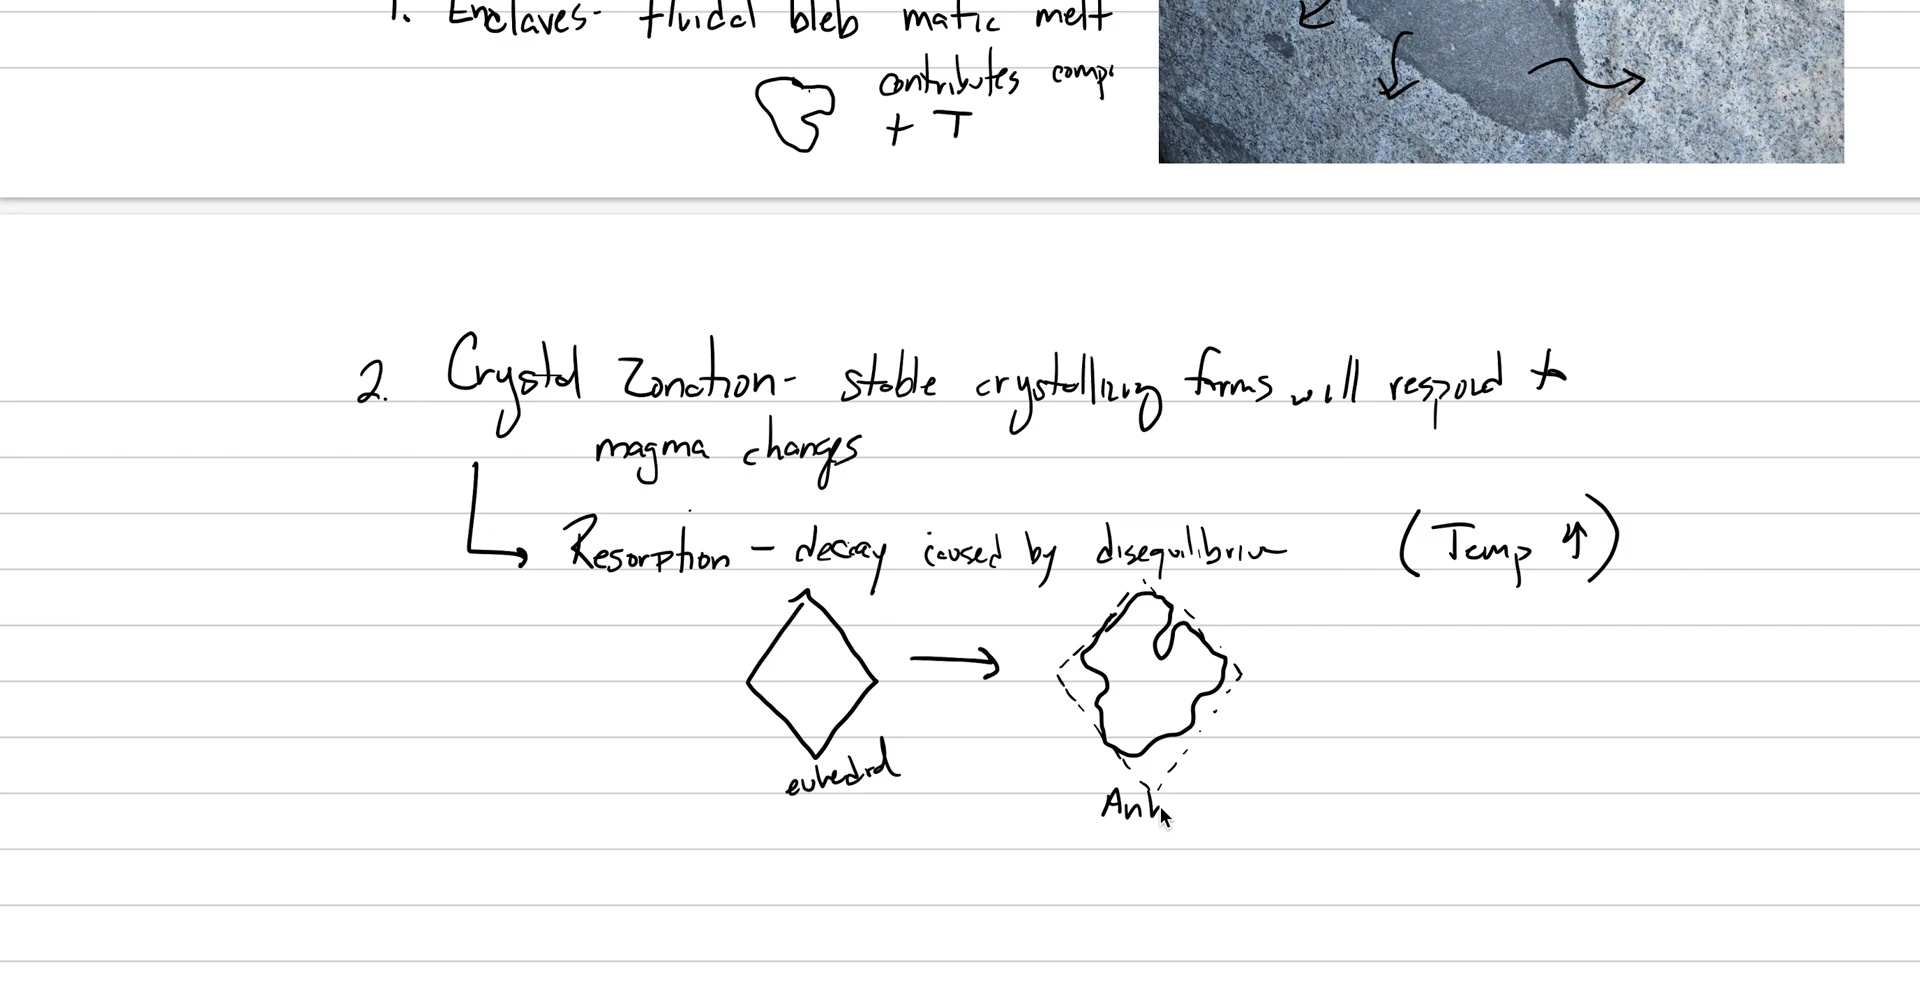 1. Enclaves- fluidal bleb mafic melt
contributes comp
+ T
2. Crystal Zonation- stable crystallizing forms will respond to
magma changes
Resorption - decay caused by disequilibrium (Temp ↑)
euhedral
Anh